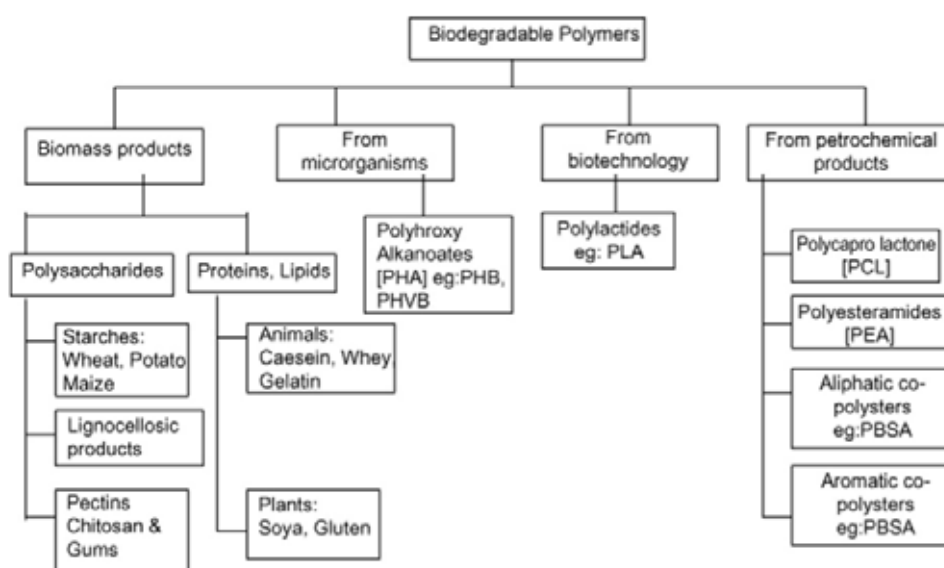 Biodegradable Polymers
Biomass products
From
microrganisms
From
biotechnology
From petrochemical
products
Polysaccharides
Proteins, Lipids
Polyhroxy
Alkanoates
[PHA] eg:PHB,
PHVB
Polylactides
eg: PLA
Polycapro lactone
[PCL]
Starches:
Wheat, Potato
Maize
Animals:
Caesein, Whey,
Gelatin
Polyesteramides
[PEA]
Lignocellosic
products
Aliphatic co-
polysters
eg:PBSA
Pectins
Chitosan &
Gums
Plants:
Soya, Gluten
Aromatic co-
polysters
eg:PBSA